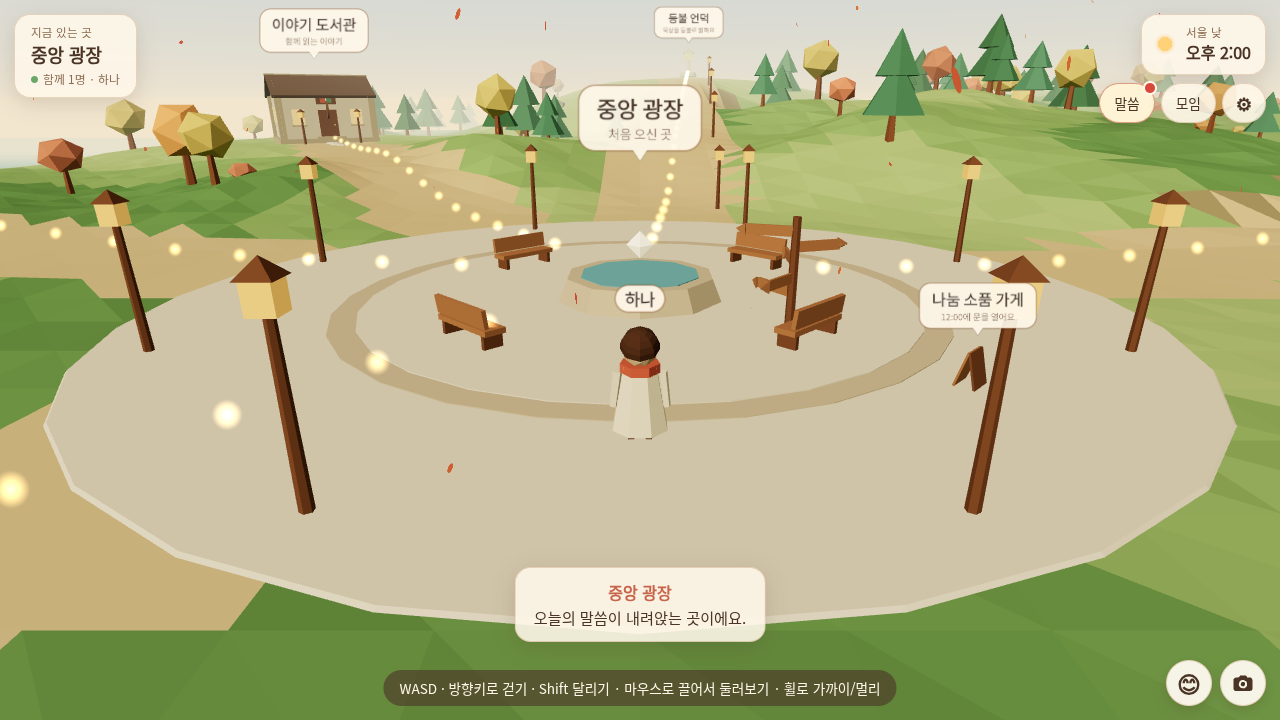 지금 있는 곳
중앙 광장
함께 1명 · 하나
이야기 도서관
함께 읽는 이야기
등불 언덕
서울 낮
오후 2:00
말씀
모임
중앙 광장
처음 오신 곳
하나
나눔 소품 가게
12:00에 문을 열어요
중앙 광장
오늘의 말씀이 내려앉는 곳이에요.
WASD · 방향키로 걷기 · Shift 달리기 · 마우스로 끌어서 둘러보기 · 휠로 가까이/멀리